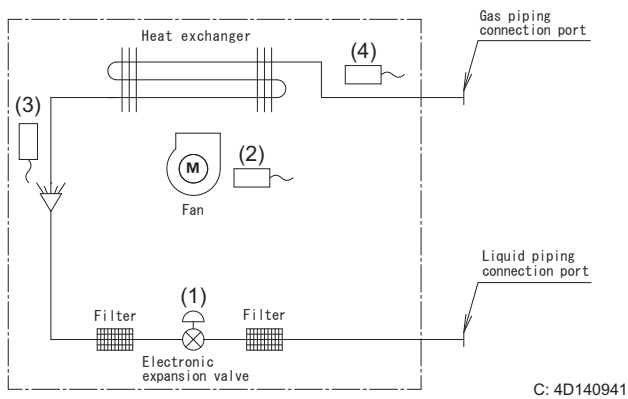 Gas piping
connection port
Heat exchanger
(4)
(3)
M
(2)
Fan
Liquid piping
connection port
(1)
Filter
Filter
Electronic
expansion valve
C: 4D140941